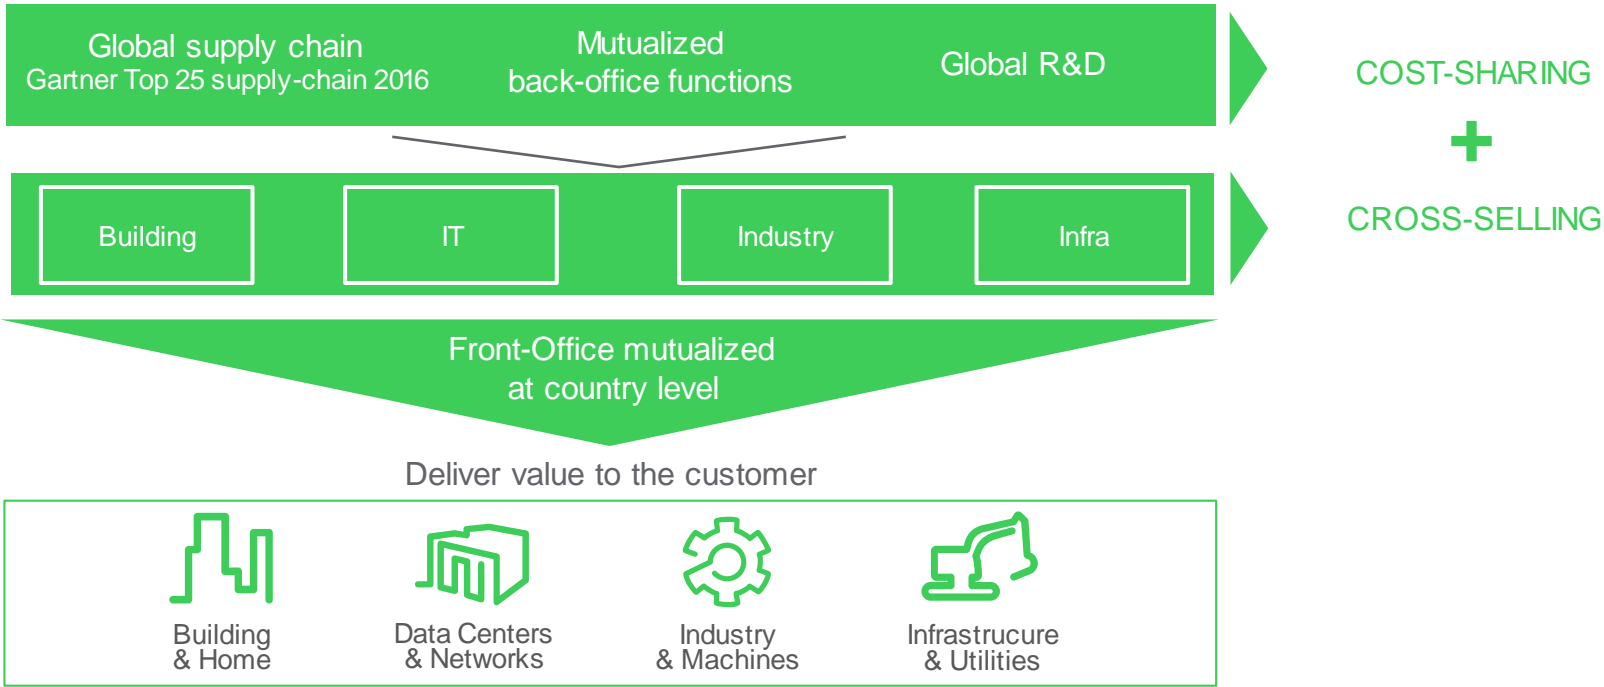 Global supply chain
Gartner Top 25 supply-chain 2016
Mutualized
back-office functions
Global R&D
COST-SHARING
+
CROSS-SELLING
Building
IT
Industry
Infra
Front-Office mutualized
at country level
Deliver value to the customer
Building
& Home
Data Centers
& Networks
Industry
& Machines
Infrastrucure
& Utilities